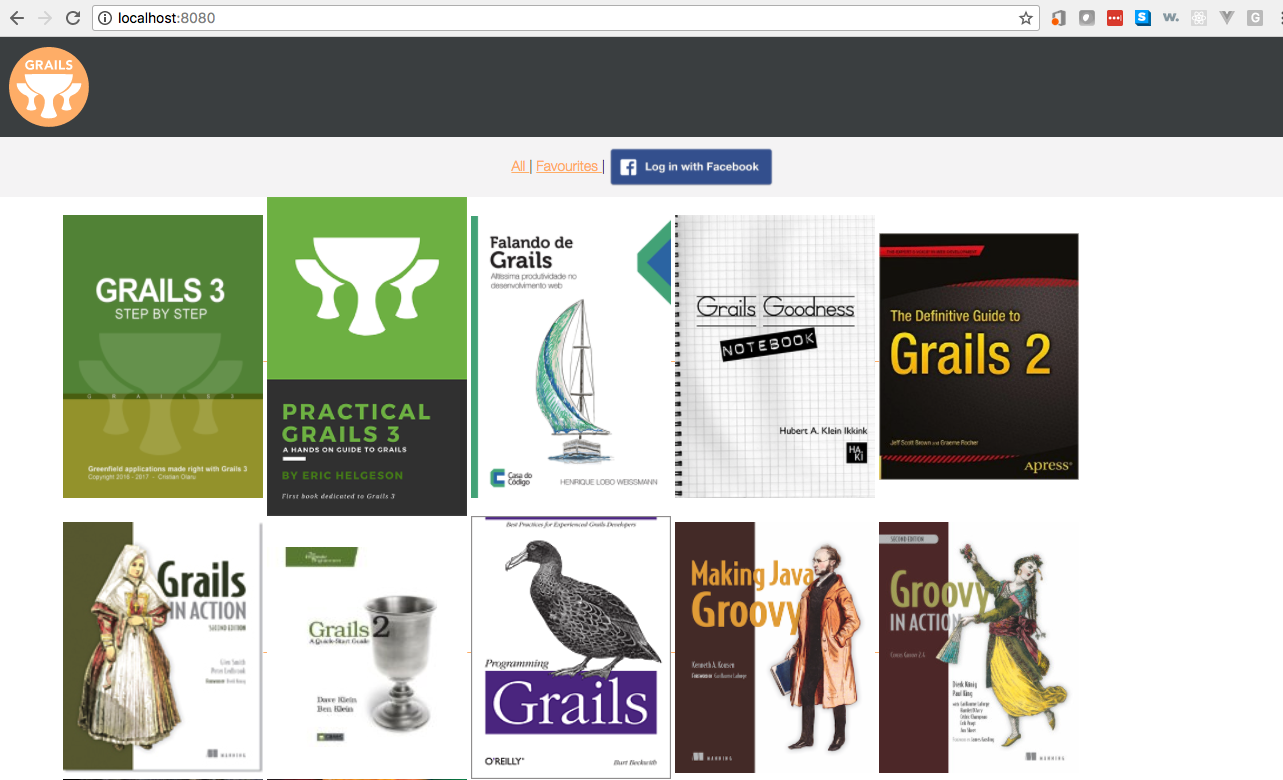 localhost:8080
GRAILS
All | Favourites |
Log in with Facebook
GRAILS 3
STEP BY STEP
G R A I L S 3
Greenfield applications made right with Grails 3
Copyright 2016 - 2017 - Cristian Olaru
PRACTICAL
GRAILS 3
A HANDS ON GUIDE TO GRAILS
BY ERIC HELGESON
First book dedicated to Grails 3
Falando de
Grails
Altíssima produtividade no
desenvolvimento web
Casa do
Código
HENRIQUE LOBO WEISSMANN
Grails Goodness
NOTEBOOK
Hubert A. Klein Ikkink
HA
KI
The Definitive Guide to
Grails 2
Jeff Scott Brown and Graeme Rocher
Apress
Grails
IN ACTION
SECOND EDITION
Glen Smith
Peter Ledbrook
MANNING
Grails 2
A Quick-Start Guide
Dave Klein
Ben Klein
Best Practices for Experienced Grails Developers
Programming
Grails
O'REILLY
Burt Beckwith
Making Java
Groovy
Kenneth A. Kousen
MANNING
SECOND EDITION
Groovy
IN ACTION
Dierk König
Paul King
MANNING